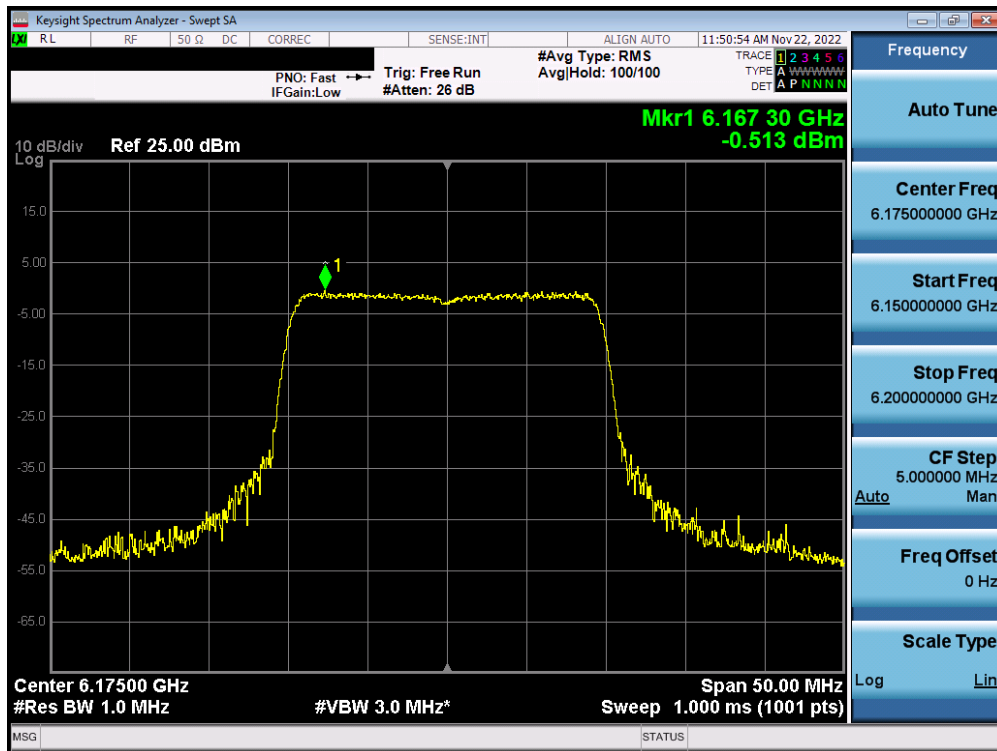 Keysight Spectrum Analyzer - Swept SA
LXI RL RF 50 Ω DC CORREC SENSE:INT ALIGN AUTO 11:50:54 AM Nov 22, 2022
PNO: Fast
IFGain:Low
Trig: Free Run
#Atten: 26 dB
#Avg Type: RMS
Avg|Hold: 100/100
TRACE 1 2 3 4 5 6
TYPE A WWWWW
DET A P N N N N
Mkr1 6.167 30 GHz
-0.513 dBm
10 dB/div Ref 25.00 dBm
Log
15.0
5.00
1
-5.00
-15.0
-25.0
-35.0
-45.0
-55.0
-65.0
Center 6.17500 GHz Span 50.00 MHz
#Res BW 1.0 MHz #VBW 3.0 MHz* Sweep 1.000 ms (1001 pts)
MSG STATUS
Frequency
Auto Tune
Center Freq
6.175000000 GHz
Start Freq
6.150000000 GHz
Stop Freq
6.200000000 GHz
CF Step
5.000000 MHz
Auto Man
Freq Offset
0 Hz
Scale Type
Log Lin